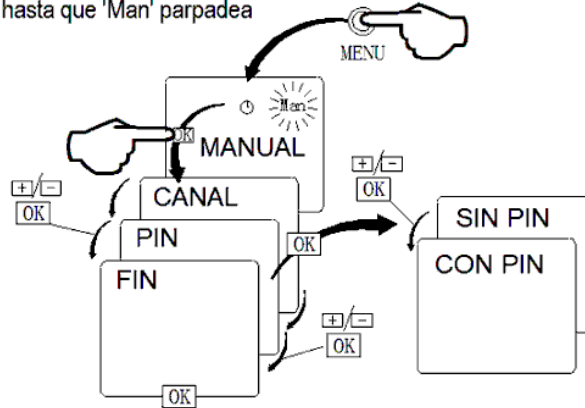 hasta que 'Man' parpadea
MENU
Man
OK
MANUAL
+/-
OK
CANAL
PIN
FIN
OK
+/-
OK
OK
+/-
OK
SIN PIN
CON PIN